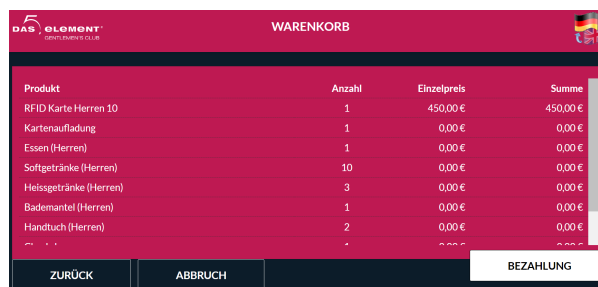 DAS 5. element
GENTLEMEN'S CLUB
WARENKORB
Produkt Anzahl Einzelpreis Summe
RFID Karte Herren 10 1 450,00 € 450,00 €
Kartenaufladung 1 0,00 € 0,00 €
Essen (Herren) 1 0,00 € 0,00 €
Softgetränke (Herren) 10 0,00 € 0,00 €
Heissgetränke (Herren) 3 0,00 € 0,00 €
Bademantel (Herren) 1 0,00 € 0,00 €
Handtuch (Herren) 2 0,00 € 0,00 €
ZURÜCK ABBRUCH BEZAHLUNG